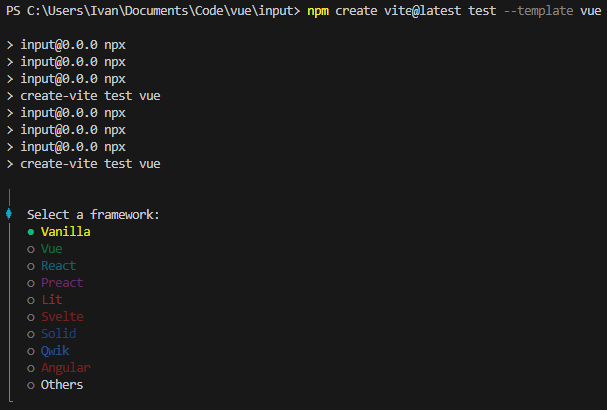 PS C:\Users\Ivan\Documents\Code\vue\input> npm create vite@latest test --template vue
> input@0.0.0 npx
> input@0.0.0 npx
> input@0.0.0 npx
> create-vite test vue
> input@0.0.0 npx
> input@0.0.0 npx
> input@0.0.0 npx
> create-vite test vue
Select a framework:
● Vanilla
○ Vue
○ React
○ Preact
○ Lit
○ Svelte
○ Solid
○ Qwik
○ Angular
○ Others